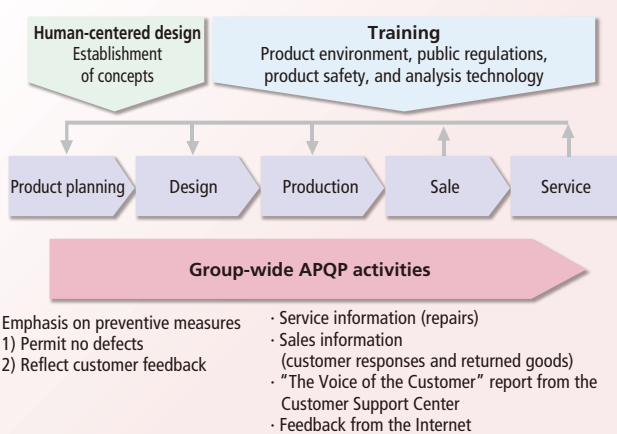 Human-centered design
Establishment
of concepts
Training
Product environment, public regulations,
product safety, and analysis technology
Product planning
Design
Production
Sale
Service
Group-wide APQP activities
Emphasis on preventive measures
1) Permit no defects
2) Reflect customer feedback
· Service information (repairs)
· Sales information
(customer responses and returned goods)
· "The Voice of the Customer" report from the
Customer Support Center
· Feedback from the Internet